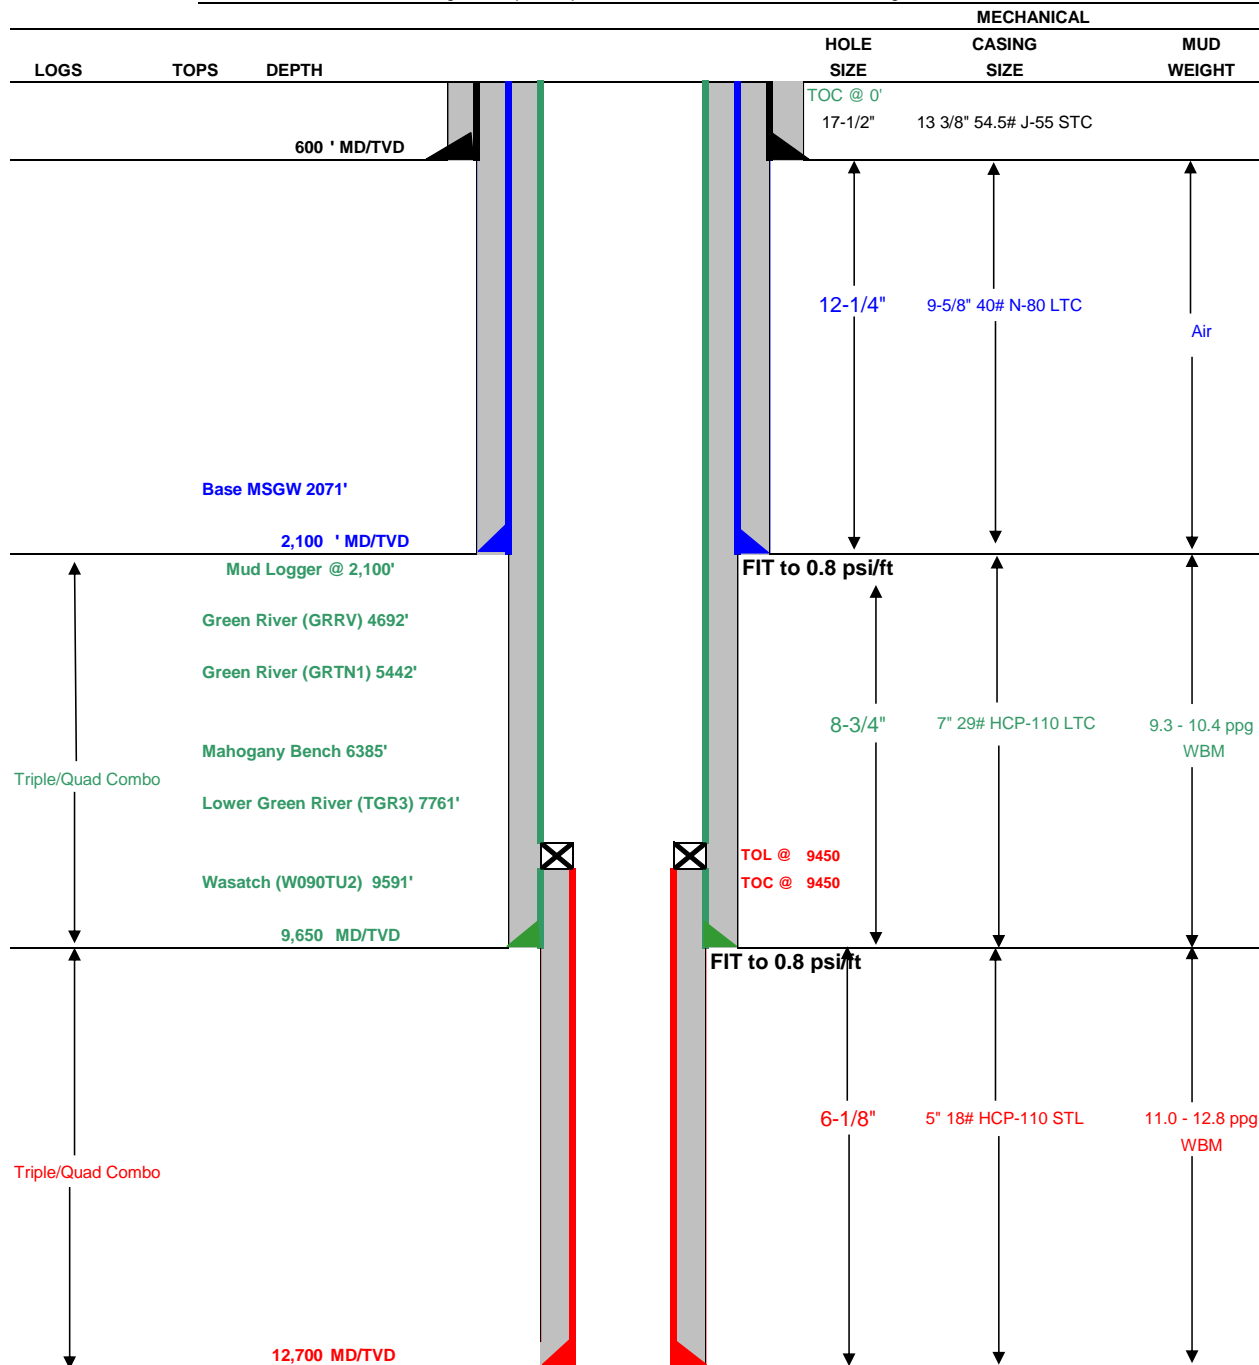 MECHANICAL
HOLE CASING MUD
LOGS TOPS DEPTH SIZE SIZE WEIGHT
TOC @ 0'
17-1/2" 13 3/8" 54.5# J-55 STC
600 ' MD/TVD
12-1/4" 9-5/8" 40# N-80 LTC
Air
Base MSGW 2071'
2,100 ' MD/TVD
Mud Logger @ 2,100' FIT to 0.8 psi/ft
Green River (GRRV) 4692'
Green River (GRTN1) 5442'
8-3/4" 7" 29# HCP-110 LTC 9.3 - 10.4 ppg
Mahogany Bench 6385' WBM
Triple/Quad Combo
Lower Green River (TGR3) 7761'
TOL @ 9450
Wasatch (W090TU2) 9591' TOC @ 9450
9,650 MD/TVD
FIT to 0.8 psi/ft
6-1/8" 5" 18# HCP-110 STL 11.0 - 12.8 ppg
WBM
Triple/Quad Combo
12,700 MD/TVD